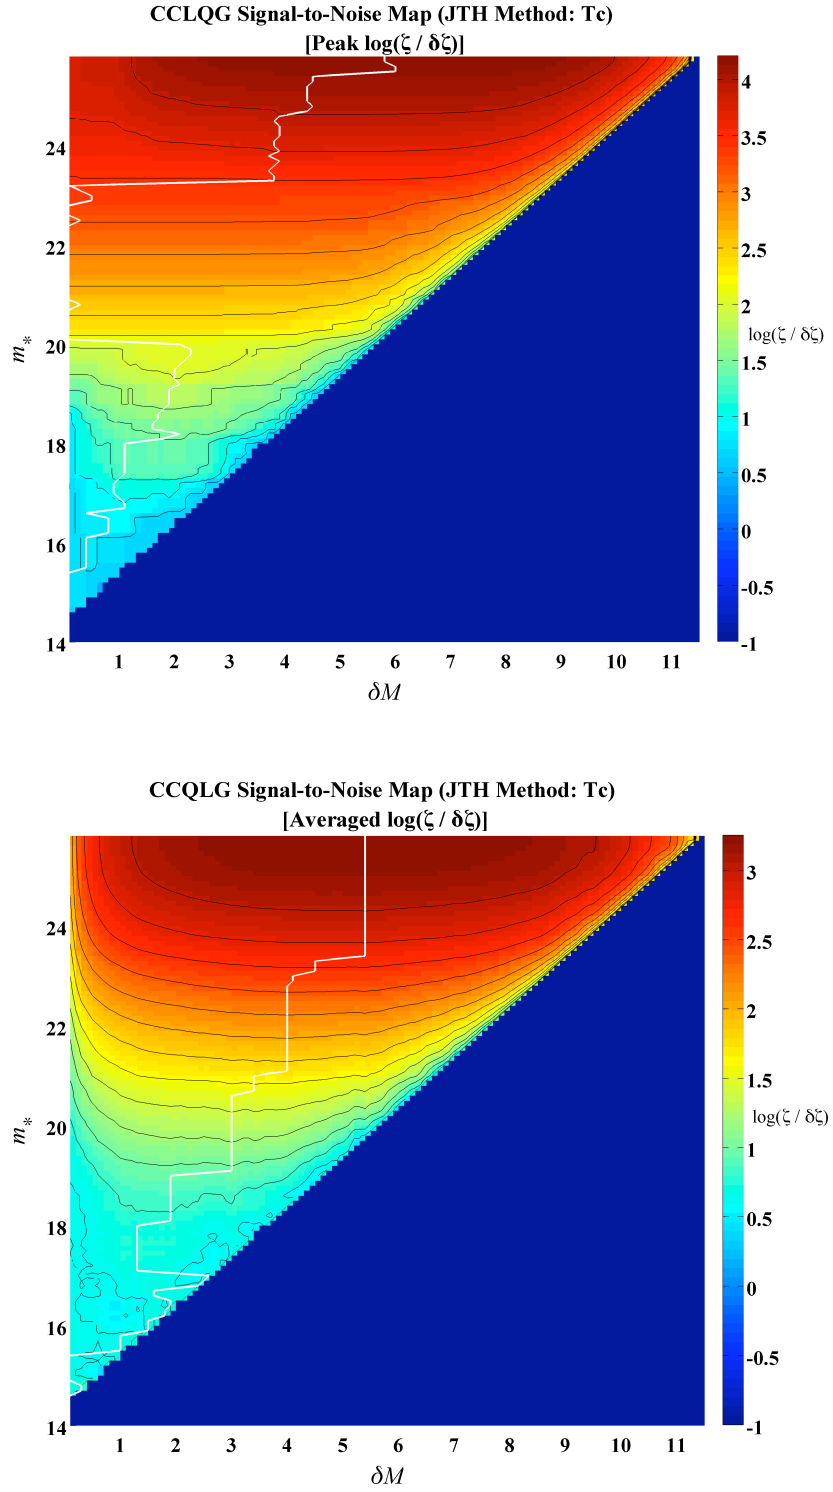 CCLQG Signal-to-Noise Map (JTH Method: Tc)
[Peak log(ζ / δζ)]
4
3.5
3
2.5
2
log(ζ / δζ)
1.5
1
0.5
0
-0.5
-1
24
22
20
18
16
14
m*
1 2 3 4 5 6 7 8 9 10 11
δM
CCQLG Signal-to-Noise Map (JTH Method: Tc)
[Averaged log(ζ / δζ)]
3
2.5
2
1.5
log(ζ / δζ)
1
0.5
0
-0.5
-1
24
22
20
18
16
14
m*
1 2 3 4 5 6 7 8 9 10 11
δM